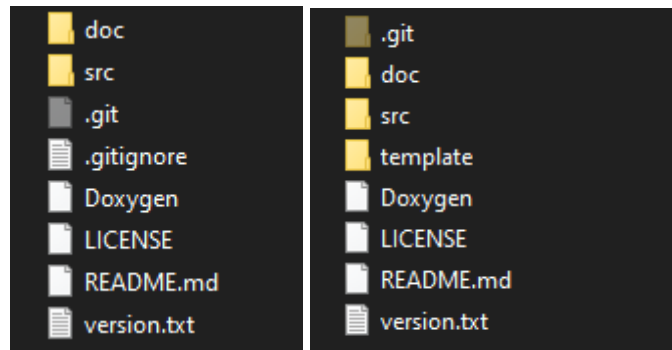 doc
src
.git
.gitignore
Doxygen
LICENSE
README.md
version.txt
.git
doc
src
template
Doxygen
LICENSE
README.md
version.txt